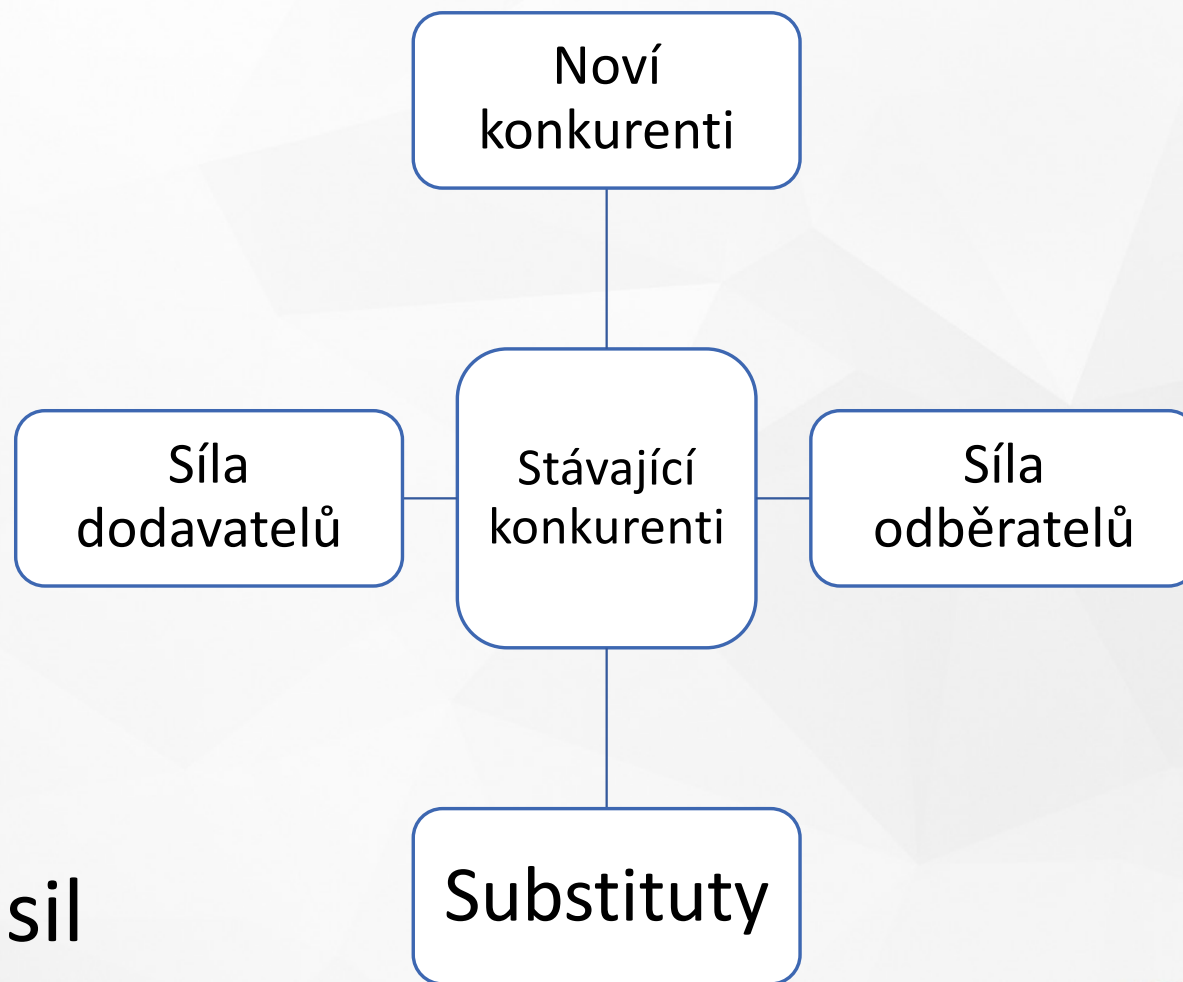 Noví
konkurenti
Síla
dodavatelů
Stávající
konkurenti
Síla
odběratelů
Substituty
sil